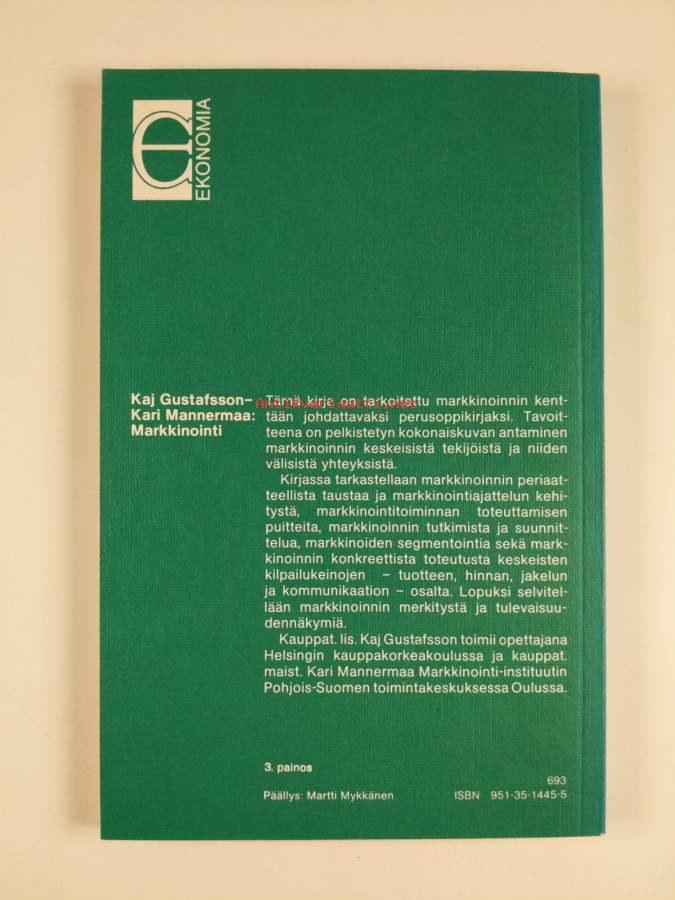 e
EKONOMIA
Kaj Gustafsson–
Kari Mannermaa:
Markkinointi
Tämä kirja on tarkoitettu markkinoinnin kent-
tään johdattavaksi perusoppikirjaksi. Tavoit-
teena on pelkistetyn kokonaiskuvan antaminen
markkinoinnin keskeisistä tekijöistä ja niiden
välisistä yhteyksistä.
Kirjassa tarkastellaan markkinoinnin periaat-
teellista taustaa ja markkinointiajattelun kehi-
tystä, markkinointitoiminnan toteuttamisen
puitteita, markkinoinnin tutkimista ja suunnit-
telua, markkinoiden segmentointia sekä mark-
kinoinnin konkreettista toteutusta keskeisten
kilpailukeinojen – tuotteen, hinnan, jakelun
ja kommunikaation – osalta. Lopuksi selvitel-
lään markkinoinnin merkitystä ja tulevaisuu-
dennäkymiä.
Kauppat. lis. Kaj Gustafsson toimii opettajana
Helsingin kauppakorkeakoulussa ja kauppat.
maist. Kari Mannermaa Markkinointi-instituutin
Pohjois-Suomen toimintakeskuksessa Oulussa.
3. painos
693
Päällys: Martti Mykkänen ISBN 951-35-1445-5